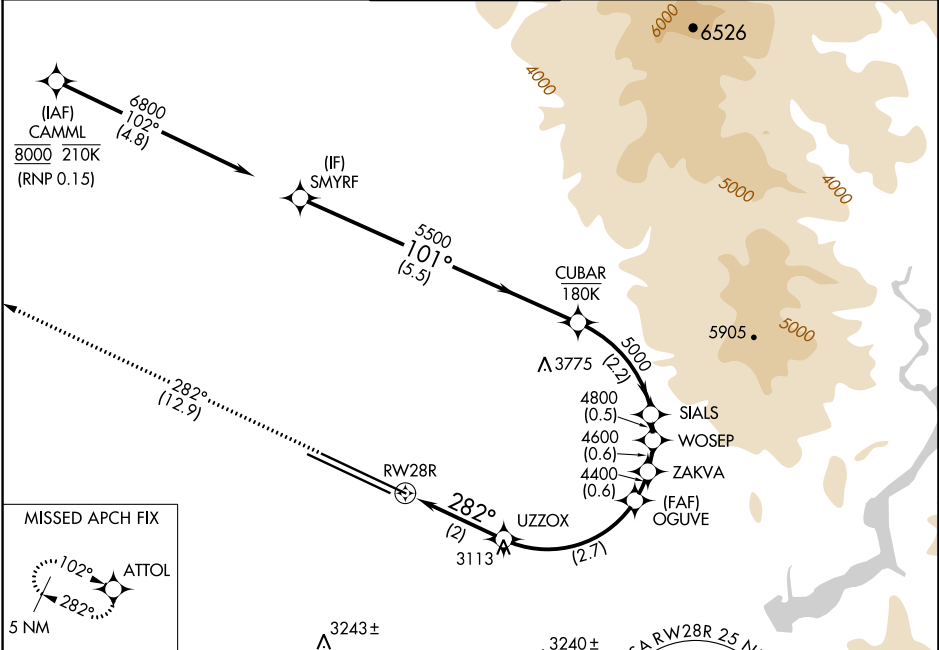 6000
6526
4000
(IAF)
CAMML
8000 210K
(RNP 0.15)
6800
102°
(4.8)
(IF)
SMYRF
5000
4000
5500
101°
(5.5)
CUBAR
180K
5905
5000
3775
5000
(2.2)
282°
(12.9)
4800
(0.5)
SIALS
4600
(0.6)
WOSEP
4400
(0.6)
ZAKVA
(FAF)
OGUVE
RW28R
282°
(2)
UZZOX
3113
(2.7)
MISSED APCH FIX
102°
ATTOL
282°
5 NM
3243±
3240±
RW28R 25